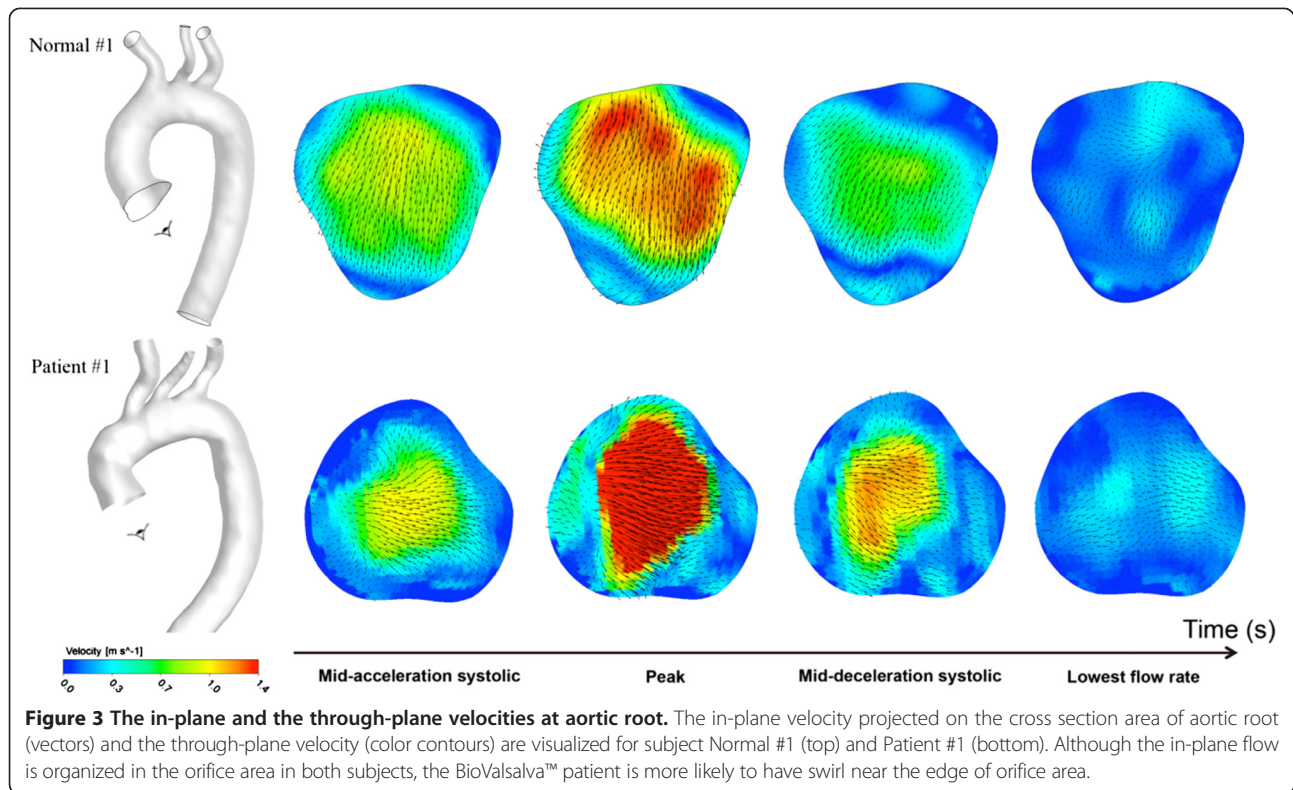 Normal #1
Patient #1
Time (s)
Velocity [m s^-1]
0.0 0.3 0.7 1.0 1.4
Mid-acceleration systolic Peak Mid-deceleration systolic Lowest flow rate
Figure 3 The in-plane and the through-plane velocities at aortic root. The in-plane velocity projected on the cross section area of aortic root
(vectors) and the through-plane velocity (color contours) are visualized for subject Normal #1 (top) and Patient #1 (bottom). Although the in-plane flow
is organized in the orifice area in both subjects, the BioValsalva™ patient is more likely to have swirl near the edge of orifice area.